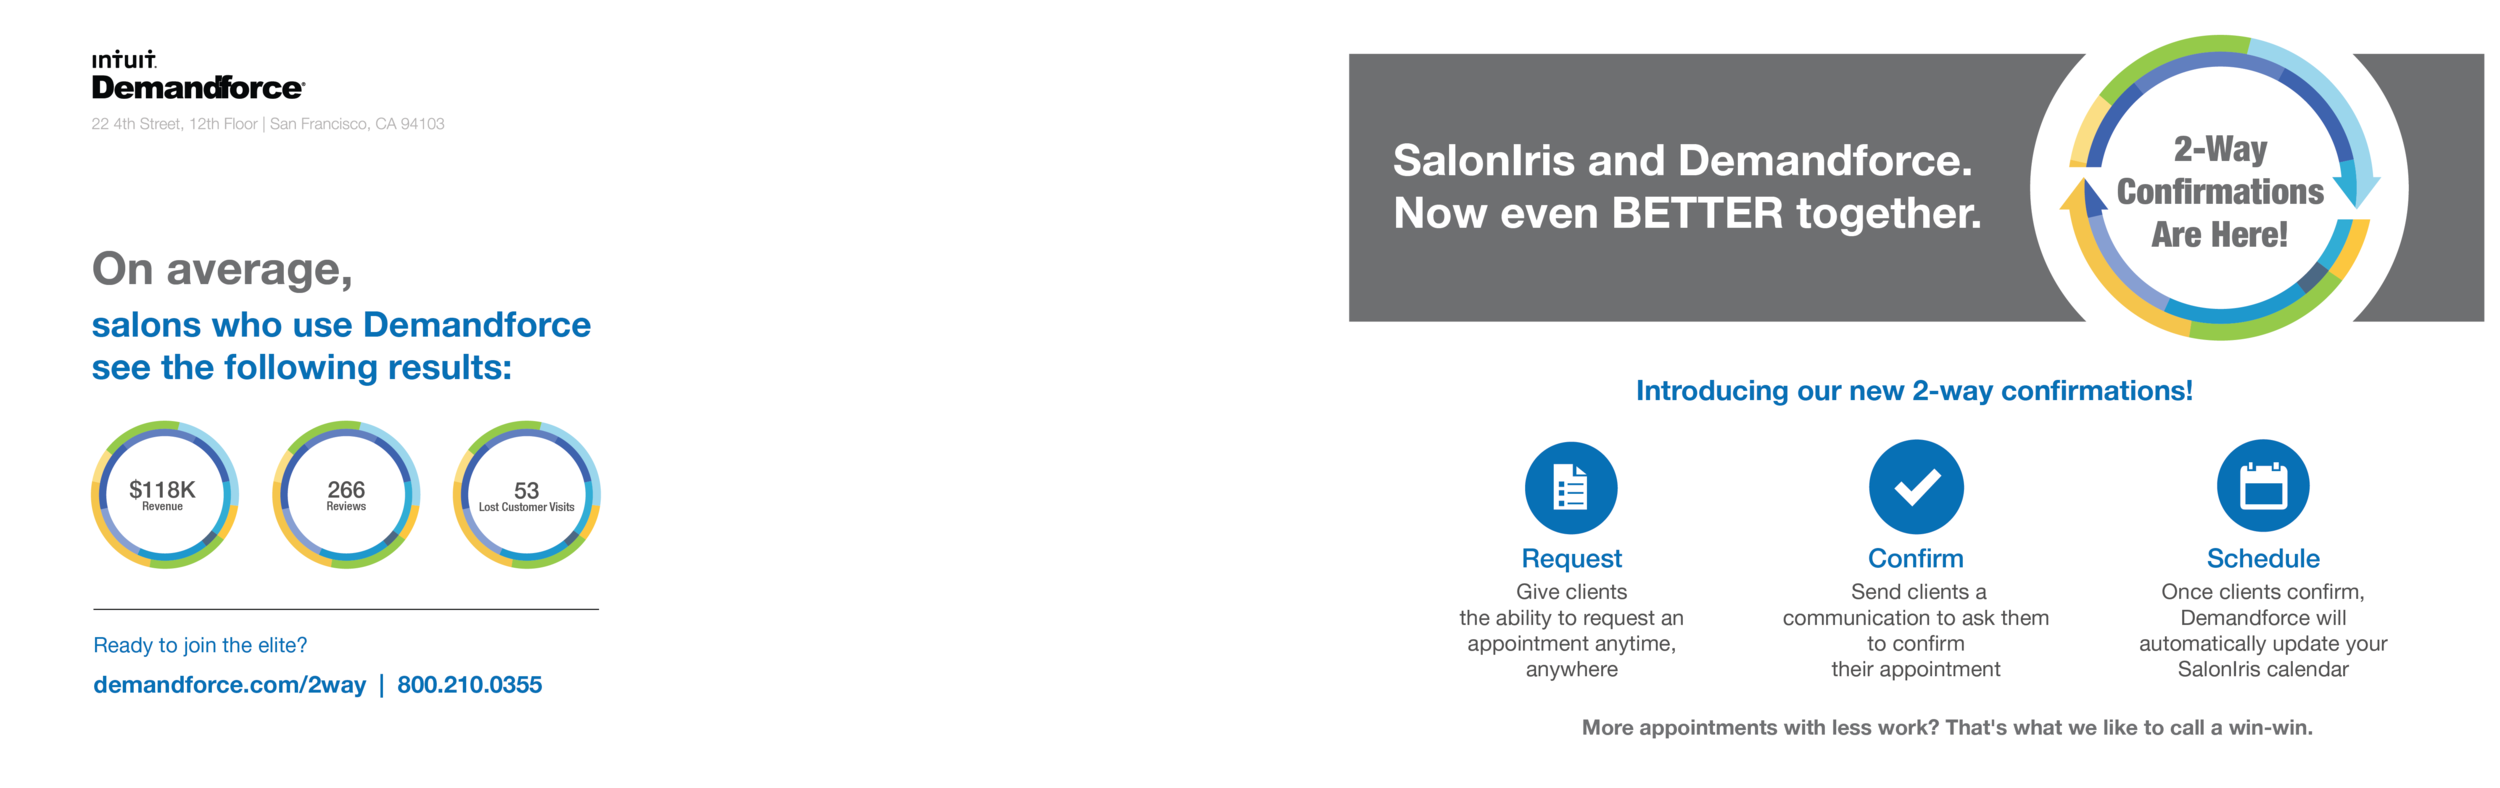 intuit.
Demandforce®
22 4th Street, 12th Floor | San Francisco, CA 94103
On average,
salons who use Demandforce
see the following results:
$118K
Revenue
266
Reviews
53
Lost Customer Visits
Ready to join the elite?
demandforce.com/2way | 800.210.0355
SalonIris and Demandforce.
Now even BETTER together.
2-Way
Confirmations
Are Here!
Introducing our new 2-way confirmations!
Request
Give clients
the ability to request an
appointment anytime,
anywhere
Confirm
Send clients a
communication to ask them
to confirm
their appointment
Schedule
Once clients confirm,
Demandforce will
automatically update your
SalonIris calendar
More appointments with less work? That's what we like to call a win-win.